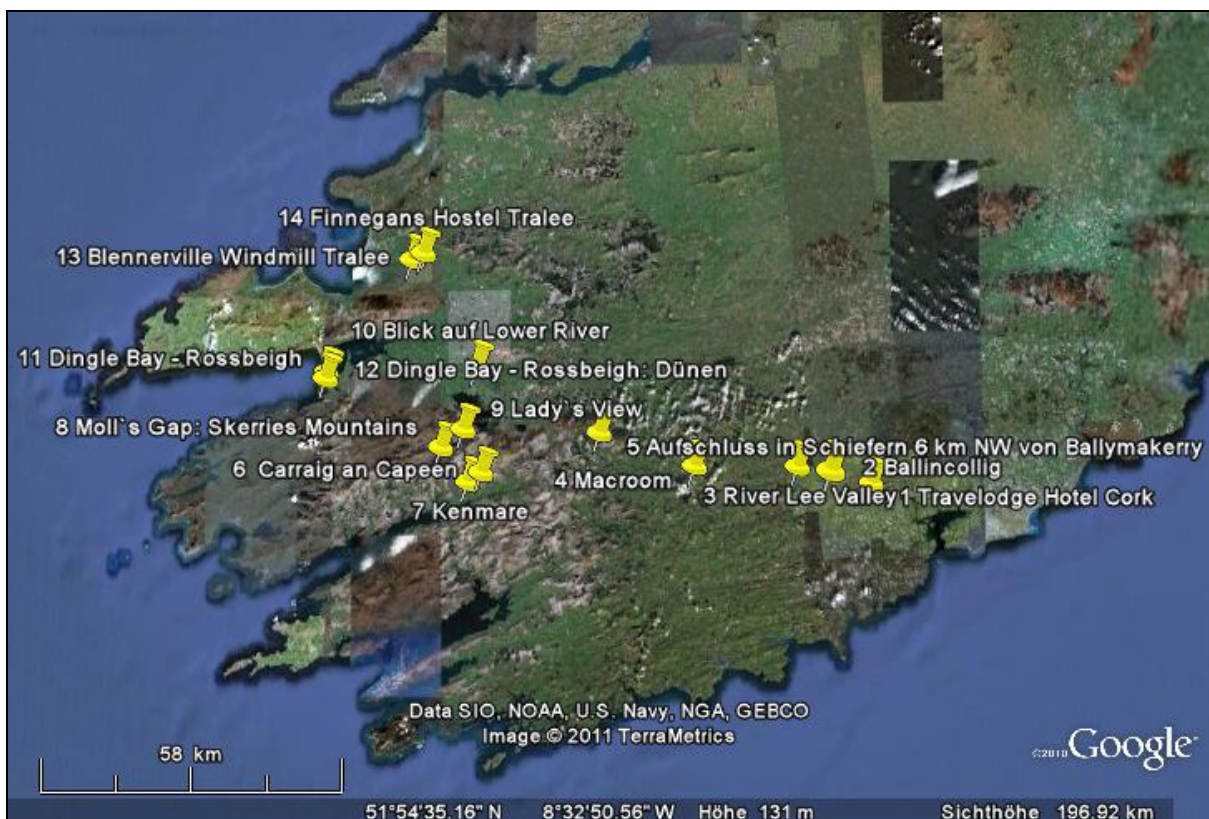 14 Finnegans Hostel Tralee
13 Blennerville Windmill Tralee
10 Blick auf Lower River
11 Dingle Bay - Rossbeigh
12 Dingle Bay - Rossbeigh: Dünen
9 Lady`s View
8 Moll`s Gap: Skerries Mountains
5 Aufschluss in Schiefern 6 km NW von Ballymakerry
6 Carraig an Capeen
2 Ballincollig
4 Macroom
3 River Lee Valley
1 Travelodge Hotel Cork
7 Kenmare
Data SIO, NOAA, U.S. Navy, NGA, GEBCO
Image © 2011 TerraMetrics
58 km
©2010 Google
51°54'35.16" N 8°32'50.56" W Höhe 131 m Sichthöhe 196.92 km